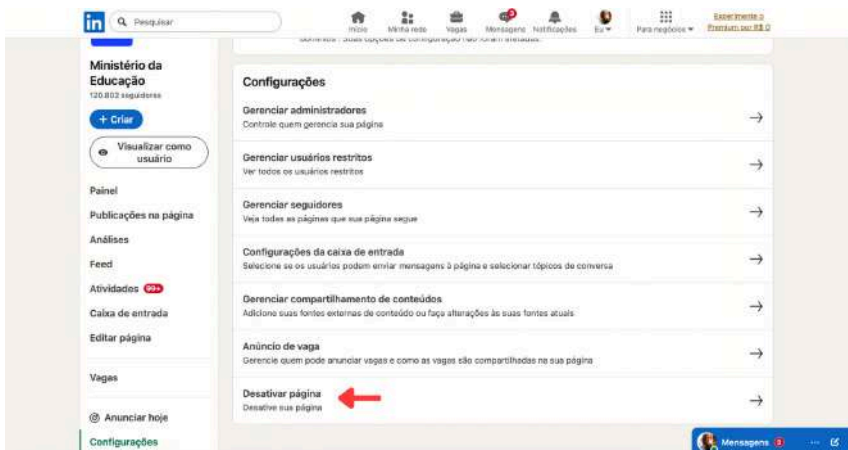 in
Pesquisar
Início
Minha rede
Vagas
Mensagens
Notificações
Eu
Para negócios
Experimente o
Premium por R$ 0
Ministério da
Educação
120.802 seguidores
+ Criar
Visualizar como
usuário
Painel
Publicações na página
Análises
Feed
Atividades 99+
Caixa de entrada
Editar página
Vagas
Anunciar hoje
Configurações
Configurações
Gerenciar administradores
Controle quem gerencia sua página
Gerenciar usuários restritos
Ver todos os usuários restritos
Gerenciar seguidores
Veja todas as páginas que sua página segue
Configurações da caixa de entrada
Selecione se os usuários podem enviar mensagens à página e selecionar tópicos de conversa
Gerenciar compartilhamento de conteúdos
Adicione suas fontes externas de conteúdo ou faça alterações às suas fontes atuais
Anúncio de vaga
Gerencie quem pode anunciar vagas e como as vagas são compartilhadas na sua página
Desativar página
Desative sua página
Mensagens